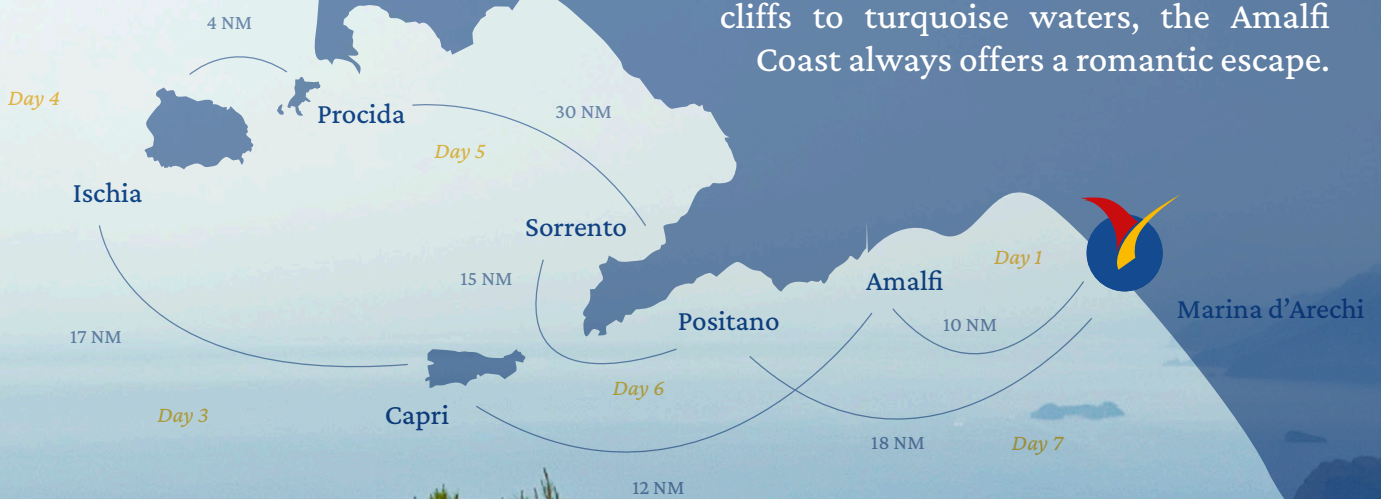 cliffs to turquoise waters, the Amalfi
Coast always offers a romantic escape.
4 NM
Day 4
Procida
30 NM
Day 5
Ischia
Sorrento
15 NM
Day 1
Amalfi
Marina d’Arechi
Positano
10 NM
17 NM
Day 6
Day 3
Capri
18 NM
Day 7
12 NM